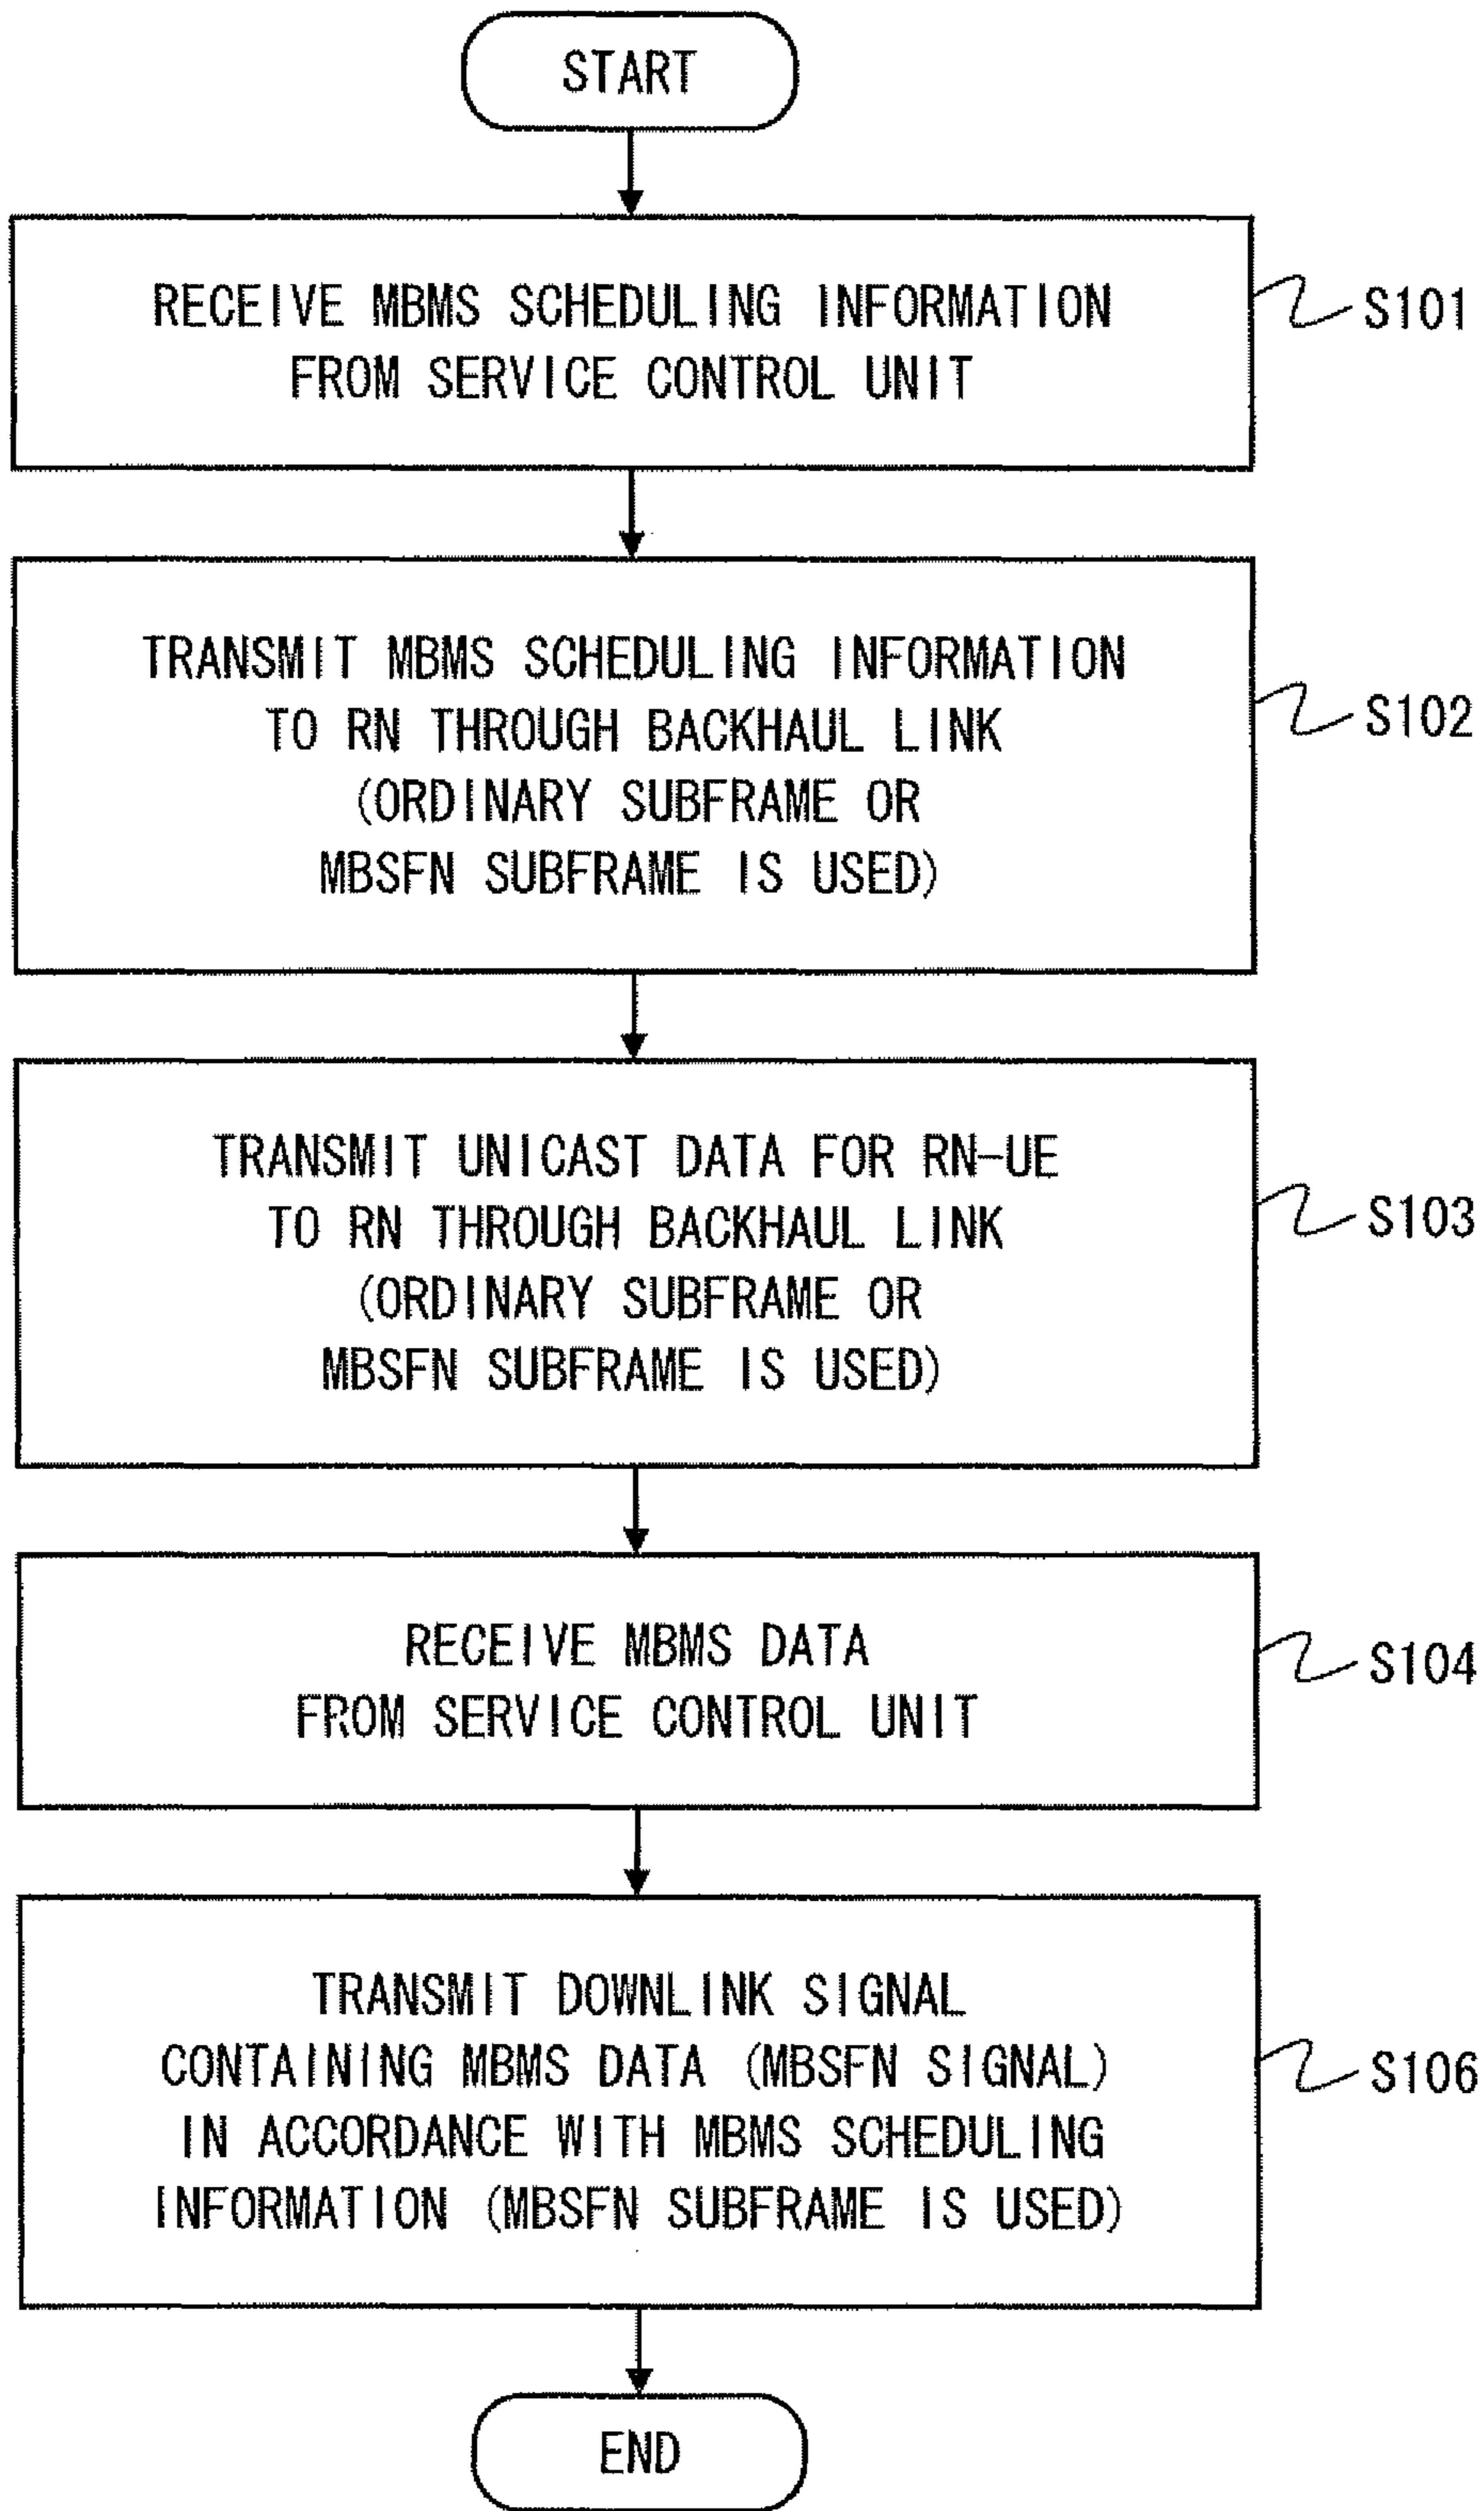 START
RECEIVE MBMS SCHEDULING INFORMATION
FROM SERVICE CONTROL UNIT
S101
TRANSMIT MBMS SCHEDULING INFORMATION
TO RN THROUGH BACKHAUL LINK
(ORDINARY SUBFRAME OR
MBSFN SUBFRAME IS USED)
S102
TRANSMIT UNICAST DATA FOR RN-UE
TO RN THROUGH BACKHAUL LINK
(ORDINARY SUBFRAME OR
MBSFN SUBFRAME IS USED)
S103
RECEIVE MBMS DATA
FROM SERVICE CONTROL UNIT
S104
TRANSMIT DOWNLINK SIGNAL
CONTAINING MBMS DATA (MBSFN SIGNAL)
IN ACCORDANCE WITH MBMS SCHEDULING
INFORMATION (MBSFN SUBFRAME IS USED)
S106
END